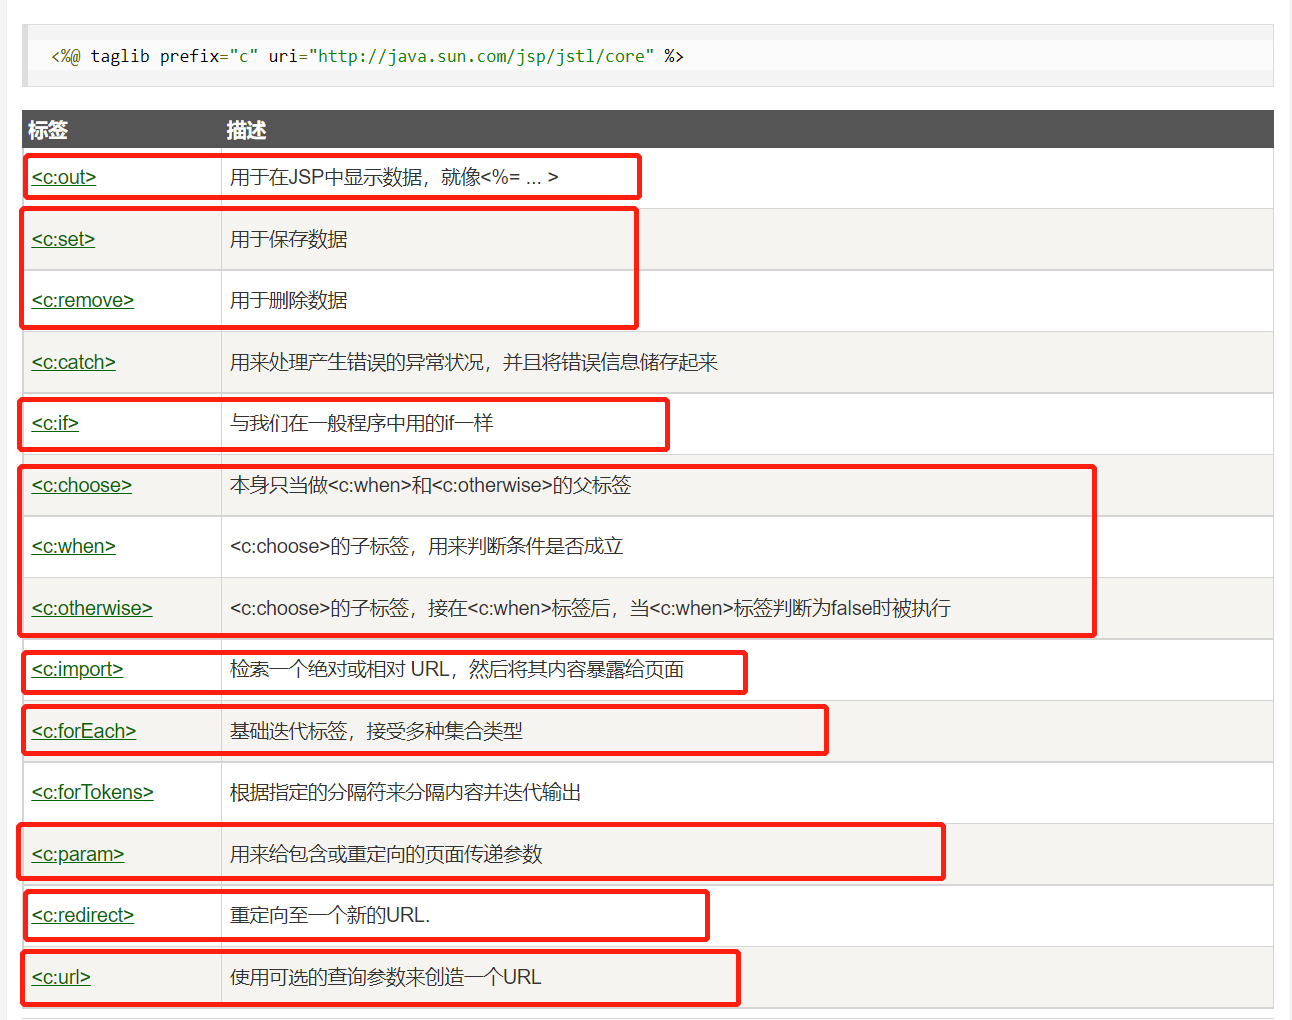 <%@ taglib prefix="c" uri="http://java.sun.com/jsp/jstl/core" %>
标签 描述
<c:out> 用于在JSP中显示数据，就像<%= ... >
<c:set> 用于保存数据
<c:remove> 用于删除数据
<c:catch> 用来处理产生错误的异常状况，并且将错误信息储存起来
<c:if> 与我们在一般程序中用的if一样
<c:choose> 本身只当做<c:when>和<c:otherwise>的父标签
<c:when> <c:choose>的子标签，用来判断条件是否成立
<c:otherwise> <c:choose>的子标签，接在<c:when>标签后，当<c:when>标签判断为false时被执行
<c:import> 检索一个绝对或相对 URL，然后将其内容暴露给页面
<c:forEach> 基础迭代标签，接受多种集合类型
<c:forTokens> 根据指定的分隔符来分隔内容并迭代输出
<c:param> 用来给包含或重定向的页面传递参数
<c:redirect> 重定向至一个新的URL.
<c:url> 使用可选的查询参数来创造一个URL